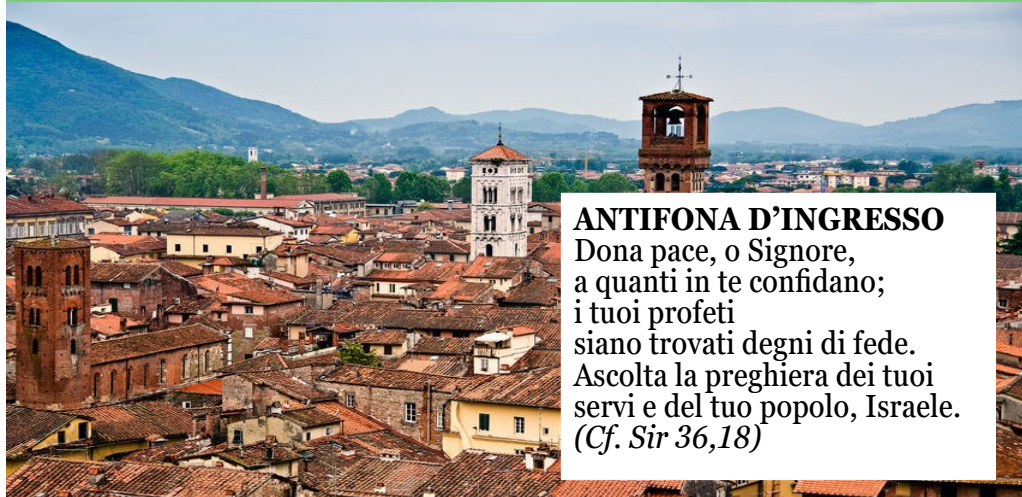 ANTIFONA D’INGRESSO
Dona pace, o Signore,
a quanti in te confidano;
i tuoi profeti
siano trovati degni di fede.
Ascolta la preghiera dei tuoi
servi e del tuo popolo, Israele.
(Cf. Sir 36,18)